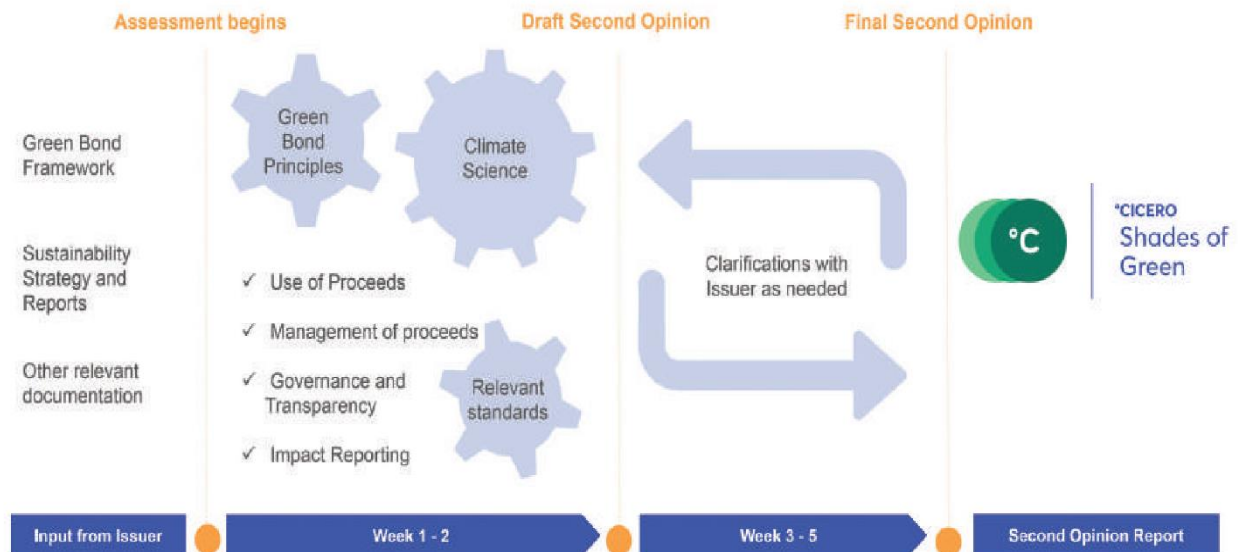 Assessment begins
Draft Second Opinion
Final Second Opinion
Green Bond
Framework
Sustainability
Strategy and
Reports
Other relevant
documentation
Green
Bond
Principles
Climate
Science
✓ Use of Proceeds
✓ Management of proceeds
✓ Governance and
Transparency
✓ Impact Reporting
Relevant
standards
Clarifications with
Issuer as needed
°C
°CICERO
Shades of
Green
Input from Issuer
Week 1 - 2
Week 3 - 5
Second Opinion Report